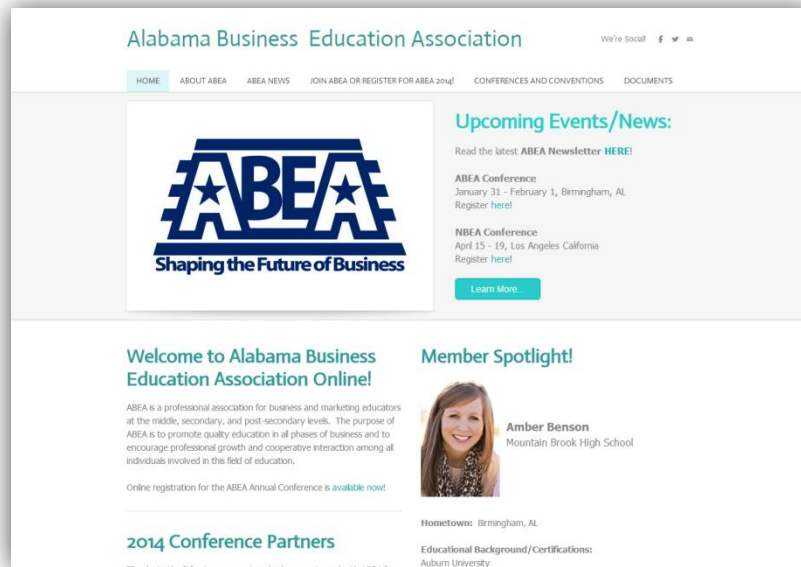 Alabama Business Education Association
We're Social!
HOME ABOUT ABEA ABEA NEWS JOIN ABEA OR REGISTER FOR ABEA 2014! CONFERENCES AND CONVENTIONS DOCUMENTS
ABEA
Shaping the Future of Business
Upcoming Events/News:
Read the latest ABEA Newsletter HERE!
ABEA Conference
January 31 - February 1, Birmingham, AL
Register here!
NBEA Conference
April 15 - 19, Los Angeles California
Register here!
Learn More...
Welcome to Alabama Business
Education Association Online!
ABEA is a professional association for business and marketing educators
at the middle, secondary, and post-secondary levels. The purpose of
ABEA is to promote quality education in all phases of business and to
encourage professional growth and cooperative interaction among all
individuals involved in this field of education.
Online registration for the ABEA Annual Conference is available now!
2014 Conference Partners
Member Spotlight!
Amber Benson
Mountain Brook High School
Hometown: Birmingham, AL
Educational Background/Certifications:
Auburn University